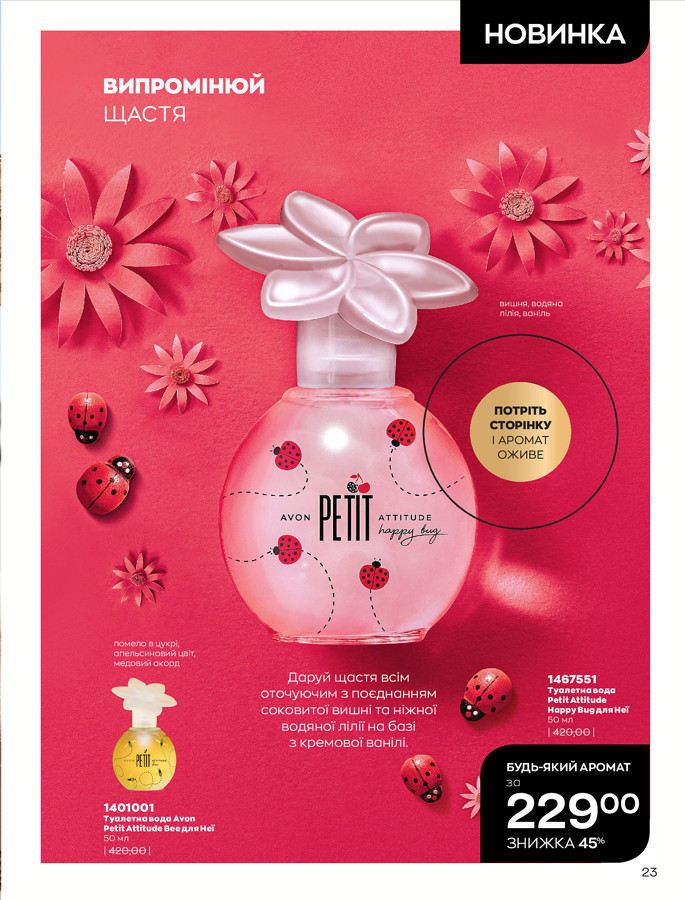 НОВИНКА
ВИПРОМІНЮЙ
ЩАСТЯ
вишня, водяна
лілія, ваніль
ПОТРІТЬ
СТОРІНКУ
І АРОМАТ
ОЖИВЕ
AVON PETIT ATTITUDE
happy bug
помело в цукрі,
апельсиновий цвіт,
медовий акорд
PETIT
1401001
Туалетна вода Avon
Petit Attitude Bee для Неї
50 мл
| 420,00 |
Даруй щастя всім
оточуючим з поєднанням
соковитої вишні та ніжної
водяної лілії на базі
з кремової ванілі.
1467551
Туалетна вода
Petit Attitude
Happy Bug для Неї
50 мл
| 420,00 |
БУДЬ-ЯКИЙ АРОМАТ
за
229⁰⁰
ЗНИЖКА 45%
23